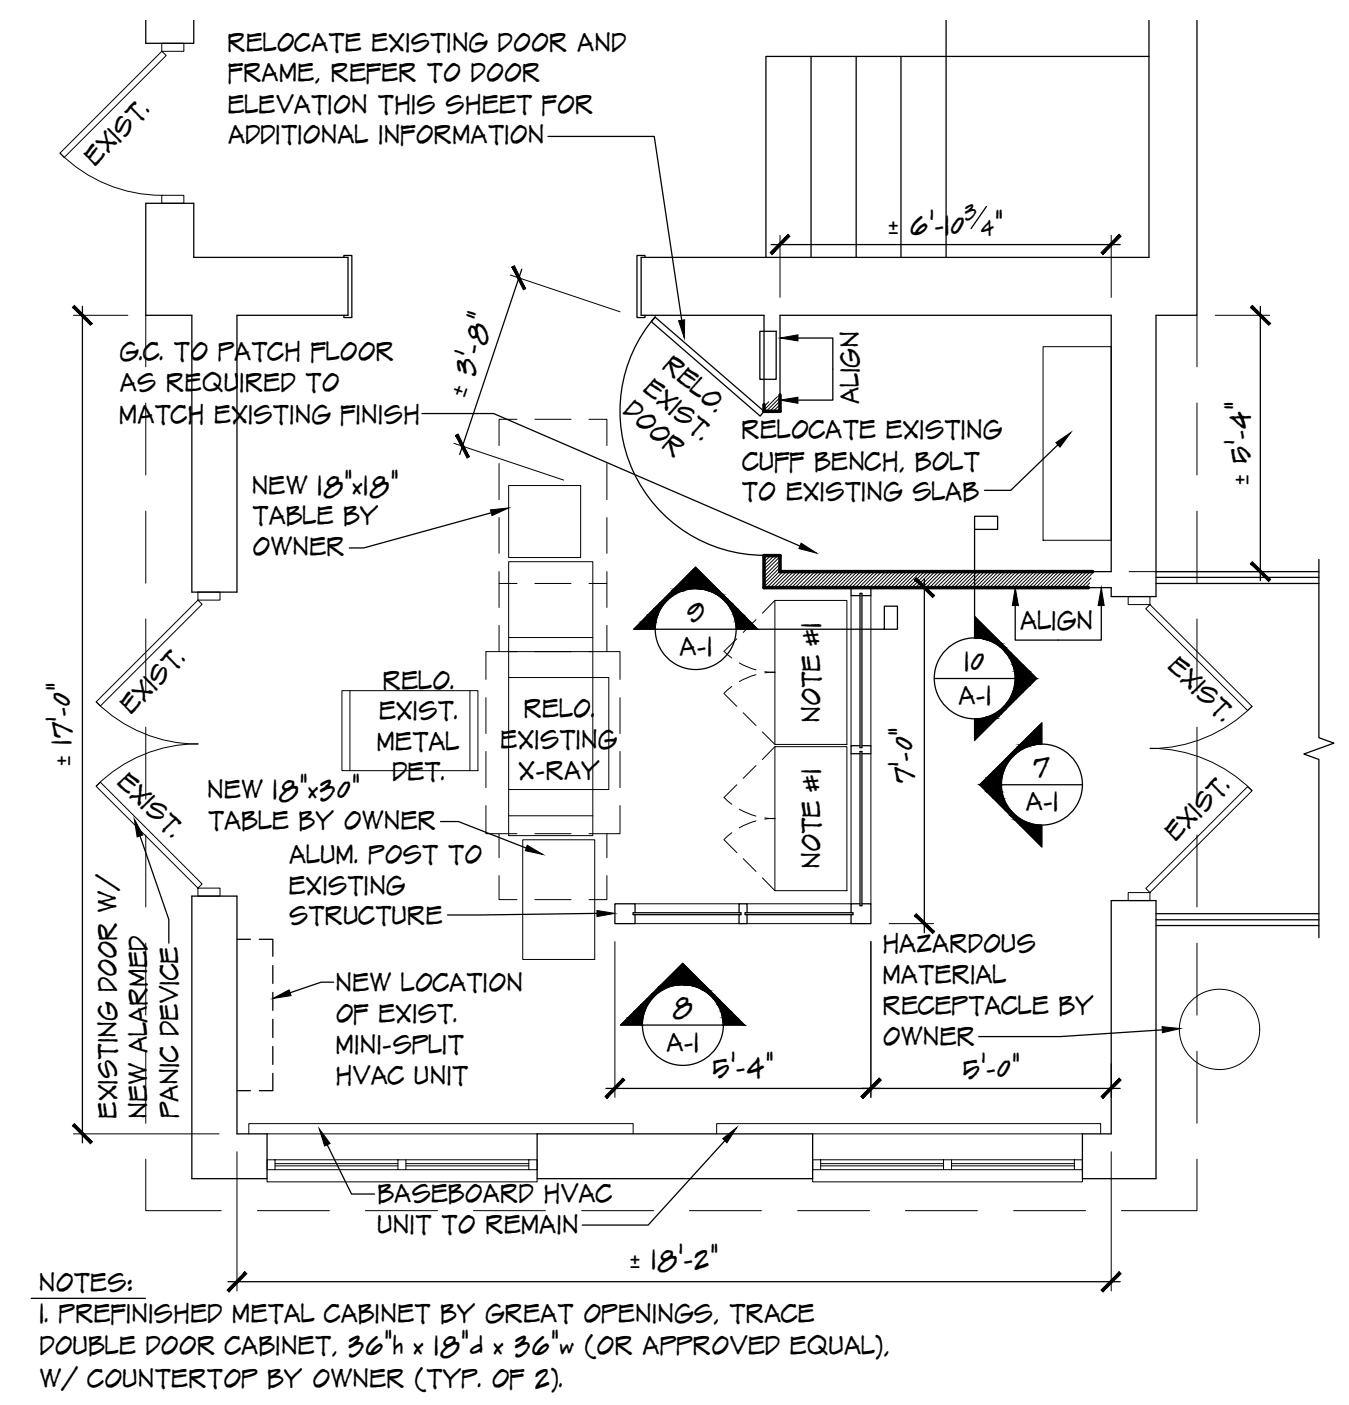 RELOCATE EXISTING DOOR AND
FRAME, REFER TO DOOR
ELEVATION THIS SHEET FOR
ADDITIONAL INFORMATION
EXIST.
± 6'-10 3/4"
± 3'-8"
G.C. TO PATCH FLOOR
AS REQUIRED TO
MATCH EXISTING FINISH
RELO.
EXIST.
DOOR
ALIGN
RELOCATE EXISTING
CUFF BENCH, BOLT
TO EXISTING SLAB
± 5'-4"
NEW 18"x18"
TABLE BY
OWNER
9
A-1
NOTE #1
ALIGN
10
A-1
EXIST.
EXIST.
± 17'-0"
RELO.
EXIST.
METAL
DET.
RELO.
EXISTING
X-RAY
7'-0"
7
A-1
EXIST.
EXIST.
NEW 18"x30"
TABLE BY OWNER
NOTE #1
ALUM. POST TO
EXISTING
STRUCTURE
EXISTING DOOR W/
NEW ALARMED
PANIC DEVICE
NEW LOCATION
OF EXIST.
MINI-SPLIT
HVAC UNIT
8
A-1
HAZARDOUS
MATERIAL
RECEPTACLE BY
OWNER
5'-4"
5'-0"
BASEBOARD HVAC
UNIT TO REMAIN
± 18'-2"
NOTES:
1. PREFINISHED METAL CABINET BY GREAT OPENINGS, TRACE
DOUBLE DOOR CABINET, 36"h x 18"d x 36"w (OR APPROVED EQUAL),
W/ COUNTERTOP BY OWNER (TYP. OF 2).